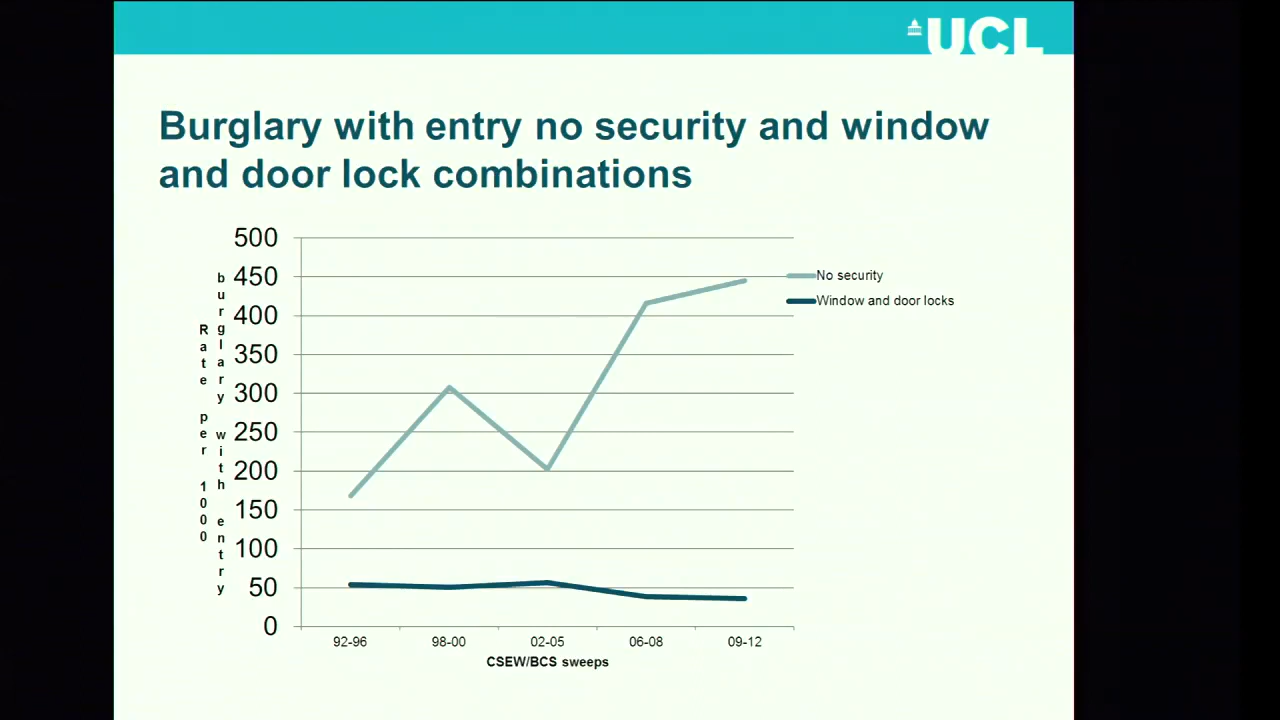 UCL
Burglary with entry no security and window
and door lock combinations
Rate per 1000
burglary with entry
500
450
400
350
300
250
200
150
100
50
0
No security
Window and door locks
92-96 98-00 02-05 06-08 09-12
CSEW/BCS sweeps